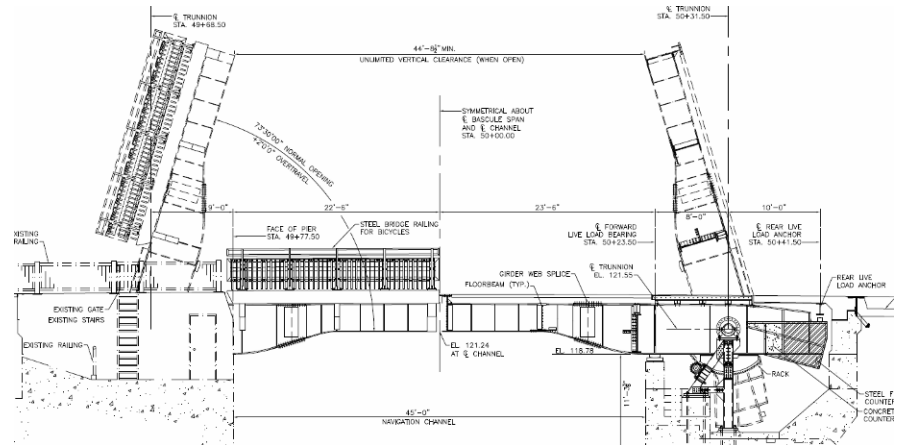 ℄ TRUNNION
STA. 49+68.50
℄ TRUNNION
STA. 50+31.50
44'-8½" MIN.
UNLIMITED VERTICAL CLEARANCE (WHEN OPEN)
SYMMETRICAL ABOUT
℄ BASCULE SPAN
AND ℄ CHANNEL
STA. 50+00.00
73°30'00" NORMAL OPENING
+2°0'0" OVERTRAVEL
9'-0"
22'-6"
23'-6"
8'-0"
10'-0"
FACE OF PIER
STA. 49+77.50
STEEL BRIDGE RAILING
FOR BICYCLES
℄ FORWARD
LIVE LOAD BEARING
STA. 50+23.50
℄ REAR LIVE
LOAD ANCHOR
STA. 50+41.50
EXISTING
RAILING
℄ TRUNNION
EL. 121.55
GIRDER WEB SPLICE
FLOORBEAM (TYP.)
REAR LIVE
LOAD ANCHOR
EXISTING GATE
EXISTING STAIRS
EXISTING RAILING
EL 121.24
AT ℄ CHANNEL
EL 118.78
RACK
STEEL F
COUNTER
CONCRET
COUNTER
45'-0"
NAVIGATION CHANNEL